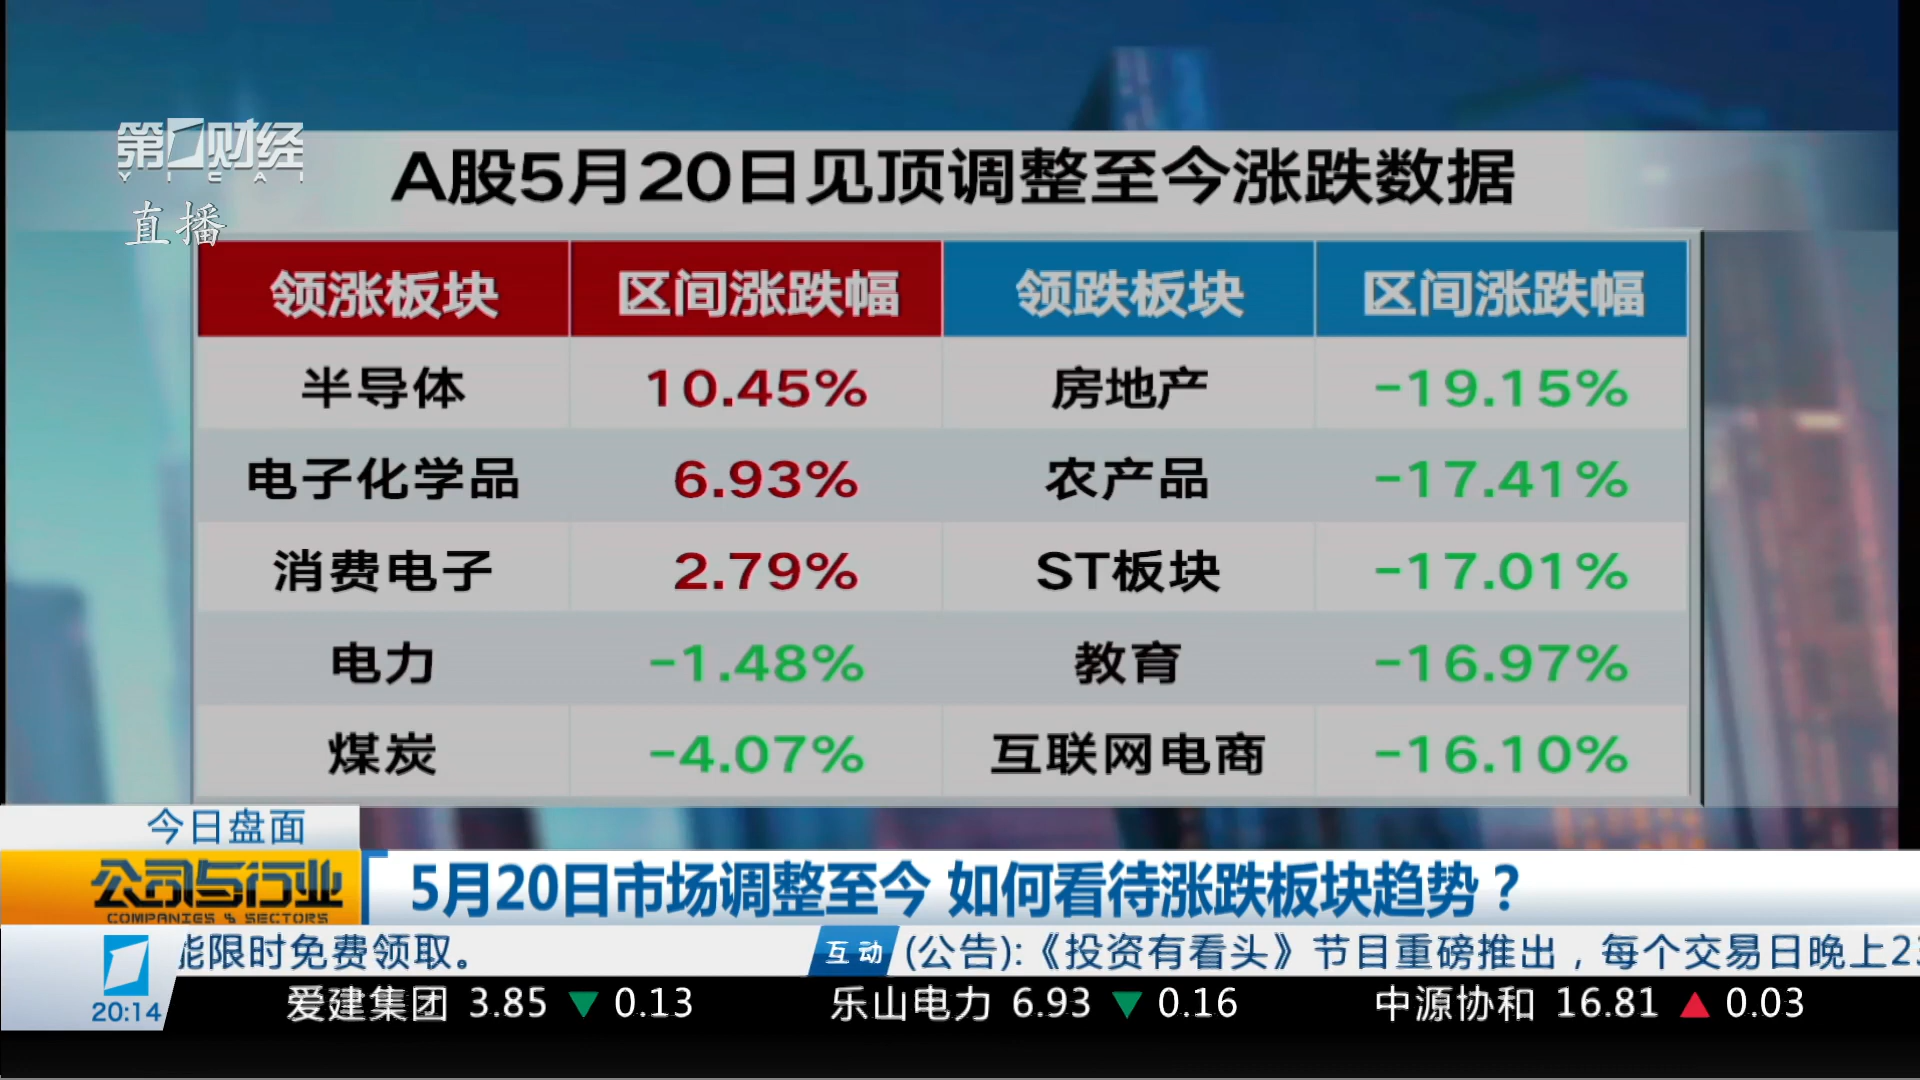 第一财经
YICAI
直播
A股5月20日见顶调整至今涨跌数据
领涨板块 区间涨跌幅 领跌板块 区间涨跌幅
半导体 10.45% 房地产 -19.15%
电子化学品 6.93% 农产品 -17.41%
消费电子 2.79% ST板块 -17.01%
电力 -1.48% 教育 -16.97%
煤炭 -4.07% 互联网电商 -16.10%
今日盘面
公司与行业
COMPANIES & SECTORS
5月20日市场调整至今 如何看待涨跌板块趋势？
能限时免费领取。 互动 (公告):《投资有看头》节目重磅推出，每个交易日晚上23
20:14
爱建集团 3.85 ▼ 0.13 乐山电力 6.93 ▼ 0.16 中源协和 16.81 ▲ 0.03